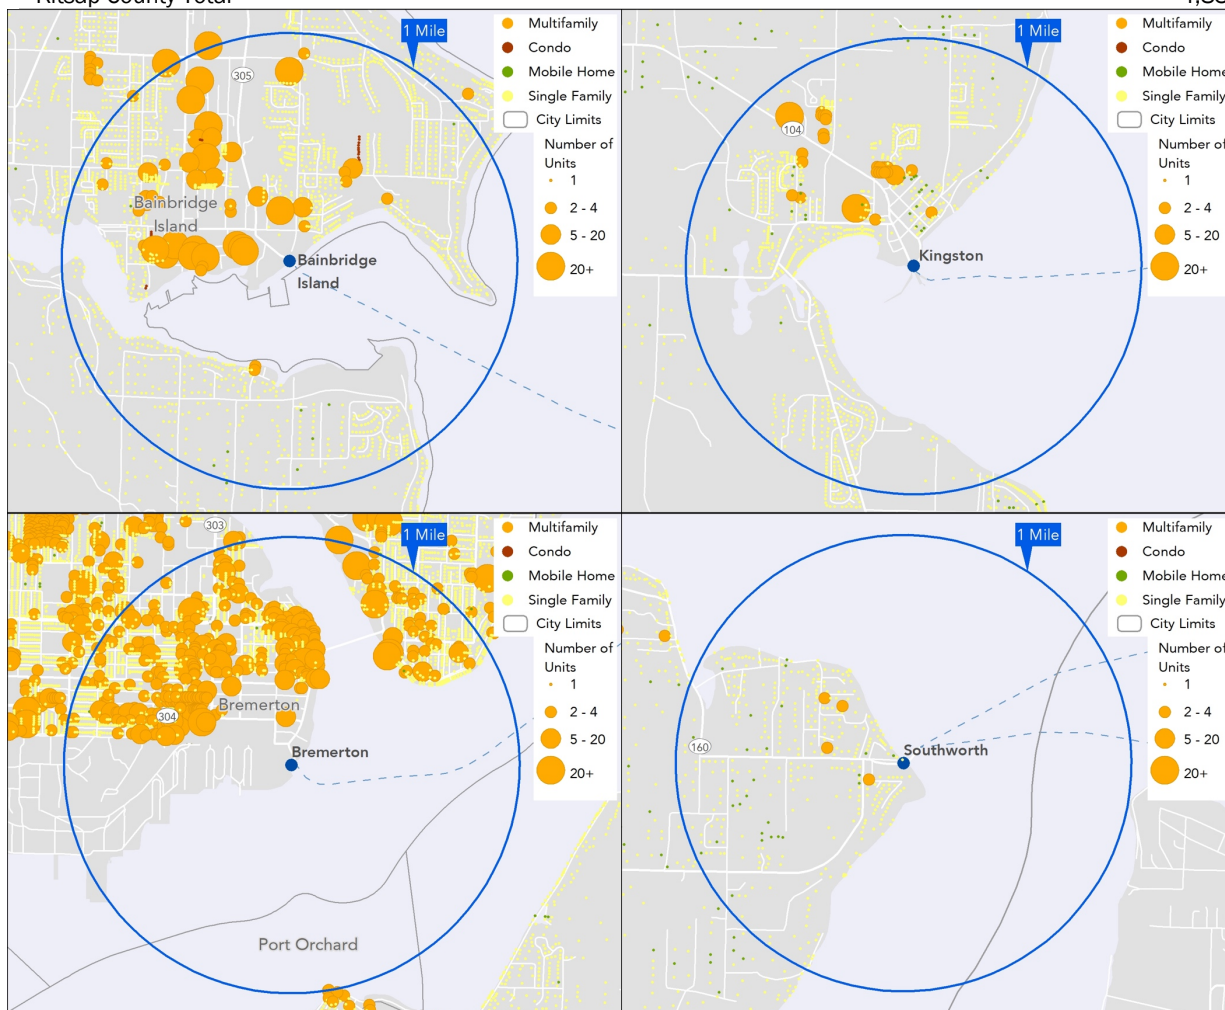 1 Mile
305
Bainbridge
Island
Bainbridge
Island
Multifamily
Condo
Mobile Home
Single Family
City Limits
Number of
Units
1
2 - 4
5 - 20
20+
1 Mile
104
Kingston
Multifamily
Condo
Mobile Home
Single Family
City Limits
Number of
Units
1
2 - 4
5 - 20
20+
1 Mile
303
304
Bremerton
Bremerton
Port Orchard
Multifamily
Condo
Mobile Home
Single Family
City Limits
Number of
Units
1
2 - 4
5 - 20
20+
1 Mile
160
Southworth
Multifamily
Condo
Mobile Home
Single Family
City Limits
Number of
Units
1
2 - 4
5 - 20
20+